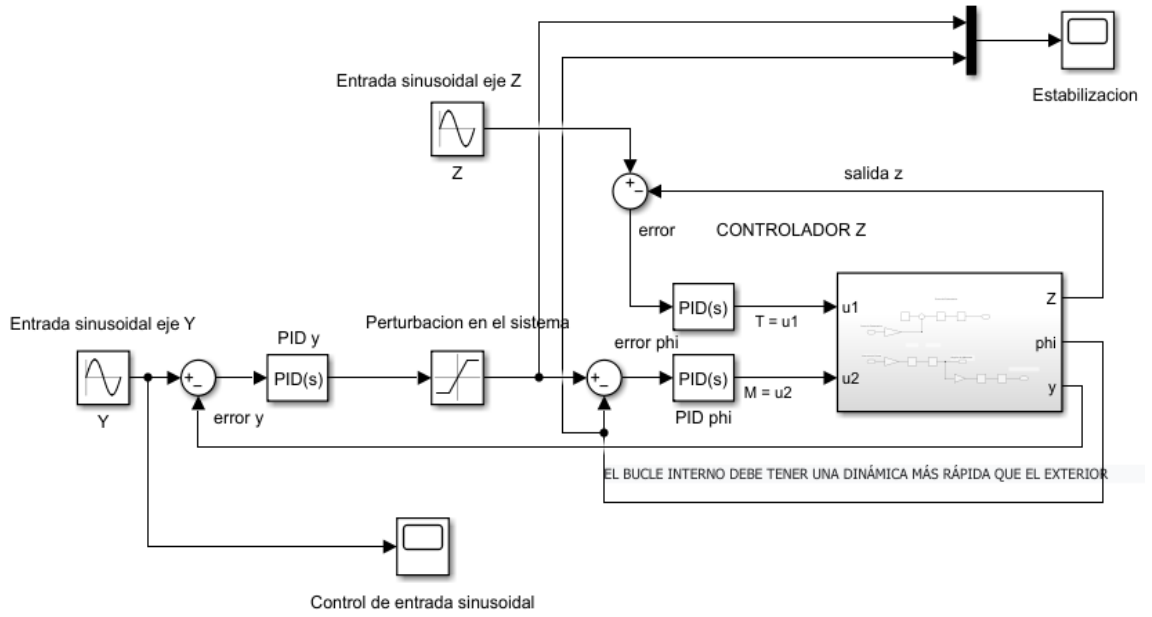 Estabilizacion
Entrada sinusoidal eje Z
Z
salida z
+
−
error
CONTROLADOR Z
PID(s)
T = u1
u1
u2
Z
phi
y
Entrada sinusoidal eje Y
Y
+
−
error y
PID y
PID(s)
Perturbacion en el sistema
error phi
+
−
PID(s)
M = u2
PID phi
EL BUCLE INTERNO DEBE TENER UNA DINÁMICA MÁS RÁPIDA QUE EL EXTERIOR
Control de entrada sinusoidal